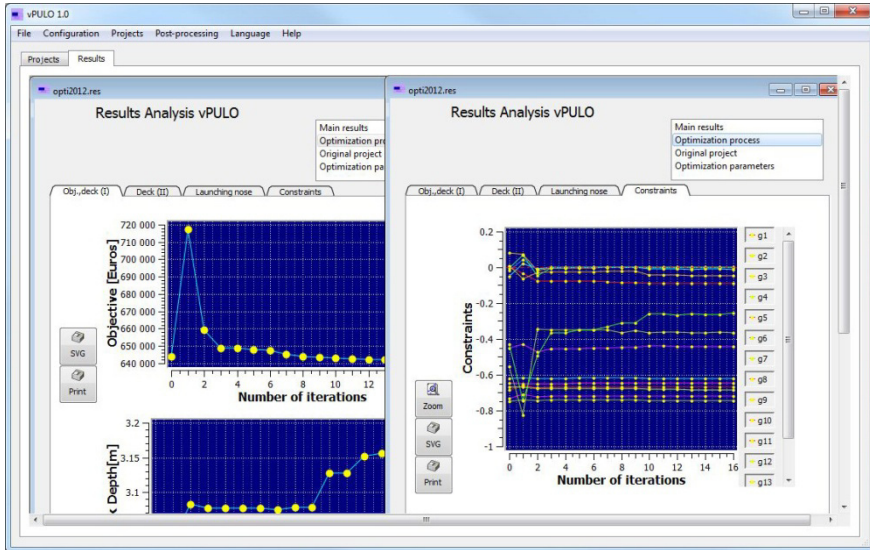 vPULO 1.0
File Configuration Projects Post-processing Language Help
Projects Results
opti2012.res
Results Analysis vPULO
Main results
Optimization pro
Original project
Optimization pa
Obj.,deck (I) Deck (II) Launching nose Constraints
720 000
710 000
700 000
690 000
680 000
670 000
660 000
650 000
640 000
Objective [Euros]
0 2 4 6 8 10 12
Number of iterations
SVG
Print
3.2
3.15
3.1
Depth[m]
opti2012.res
Results Analysis vPULO
Main results
Optimization process
Original project
Optimization parameters
Obj.,deck (I) Deck (II) Launching nose Constraints
0.2
0
-0.2
-0.4
-0.6
-0.8
-1
Constraints
0 2 4 6 8 10 12 14 16
Number of iterations
Zoom
SVG
Print
g1
g2
g3
g4
g5
g6
g7
g8
g9
g10
g11
g12
g13